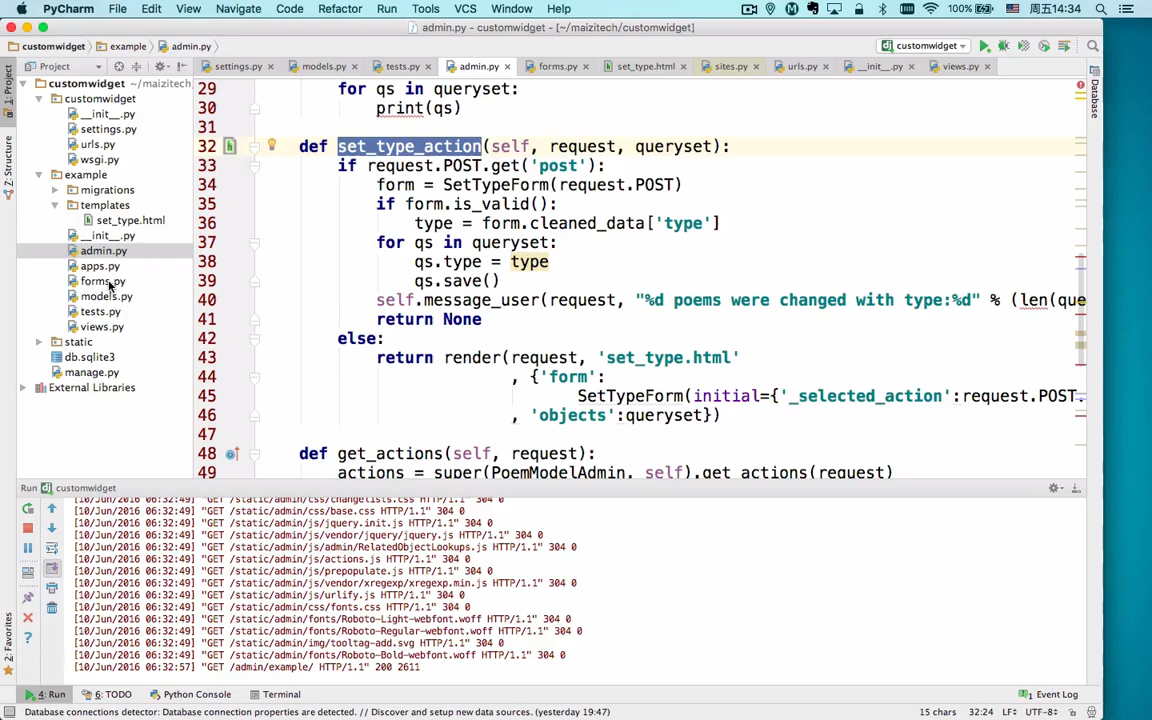 PyCharm File Edit View Navigate Code Refactor Run Tools VCS Window Help 100% 周五14:34
admin.py - customwidget - [~/maizitech/customwidget]
customwidget example admin.py customwidget
Project settings.py models.py tests.py admin.py forms.py set_type.html sites.py urls.py __init__.py views.py
1: Project
Z: Structure
2: Favorites
Database
customwidget ~/maizitech
customwidget
__init__.py
settings.py
urls.py
wsgi.py
example
migrations
templates
set_type.html
__init__.py
admin.py
apps.py
forms.py
models.py
tests.py
views.py
static
db.sqlite3
manage.py
External Libraries
29 for qs in queryset:
30 print(qs)
31
32 def set_type_action(self, request, queryset):
33 if request.POST.get('post'):
34 form = SetTypeForm(request.POST)
35 if form.is_valid():
36 type = form.cleaned_data['type']
37 for qs in queryset:
38 qs.type = type
39 qs.save()
40 self.message_user(request, "%d poems were changed with type:%d" % (len(que
41 return None
42 else:
43 return render(request, 'set_type.html'
44 , {'form':
45 SetTypeForm(initial={'_selected_action':request.POST.
46 , 'objects':queryset})
47
48 def get_actions(self, request):
49 actions = super(PoemModelAdmin, self).get_actions(request)
Run customwidget
[10/Jun/2016 06:32:49] "GET /static/admin/css/changelists.css HTTP/1.1" 304 0
[10/Jun/2016 06:32:49] "GET /static/admin/css/base.css HTTP/1.1" 304 0
[10/Jun/2016 06:32:49] "GET /static/admin/js/jquery.init.js HTTP/1.1" 304 0
[10/Jun/2016 06:32:49] "GET /static/admin/js/vendor/jquery/jquery.js HTTP/1.1" 304 0
[10/Jun/2016 06:32:49] "GET /static/admin/js/admin/RelatedObjectLookups.js HTTP/1.1" 304 0
[10/Jun/2016 06:32:49] "GET /static/admin/js/actions.js HTTP/1.1" 304 0
[10/Jun/2016 06:32:49] "GET /static/admin/js/prepopulate.js HTTP/1.1" 304 0
[10/Jun/2016 06:32:49] "GET /static/admin/js/vendor/xregexp/xregexp.min.js HTTP/1.1" 304 0
[10/Jun/2016 06:32:49] "GET /static/admin/js/urlify.js HTTP/1.1" 304 0
[10/Jun/2016 06:32:49] "GET /static/admin/css/fonts.css HTTP/1.1" 304 0
[10/Jun/2016 06:32:49] "GET /static/admin/fonts/Roboto-Light-webfont.woff HTTP/1.1" 304 0
[10/Jun/2016 06:32:49] "GET /static/admin/fonts/Roboto-Regular-webfont.woff HTTP/1.1" 304 0
[10/Jun/2016 06:32:49] "GET /static/admin/img/tooltag-add.svg HTTP/1.1" 304 0
[10/Jun/2016 06:32:49] "GET /static/admin/fonts/Roboto-Bold-webfont.woff HTTP/1.1" 304 0
[10/Jun/2016 06:32:57] "GET /admin/example/ HTTP/1.1" 200 2611
4: Run 6: TODO Python Console Terminal 1 Event Log
Database connections detector: Database connection properties are detected. // Discover and setup new data sources. (yesterday 19:47) 15 chars 32:24 LF÷ UTF-8÷